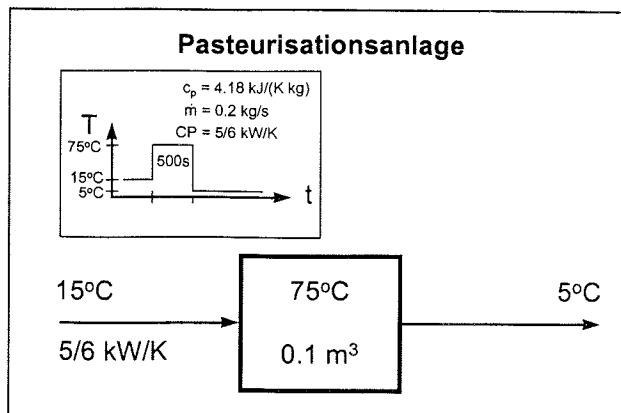 Pasteurisationsanlage
cₚ = 4.18 kJ/(K kg)
ṁ = 0.2 kg/s
CP = 5/6 kW/K
T
75°C
500s
15°C
5°C
t
15°C
75°C
5°C
5/6 kW/K
0.1 m³